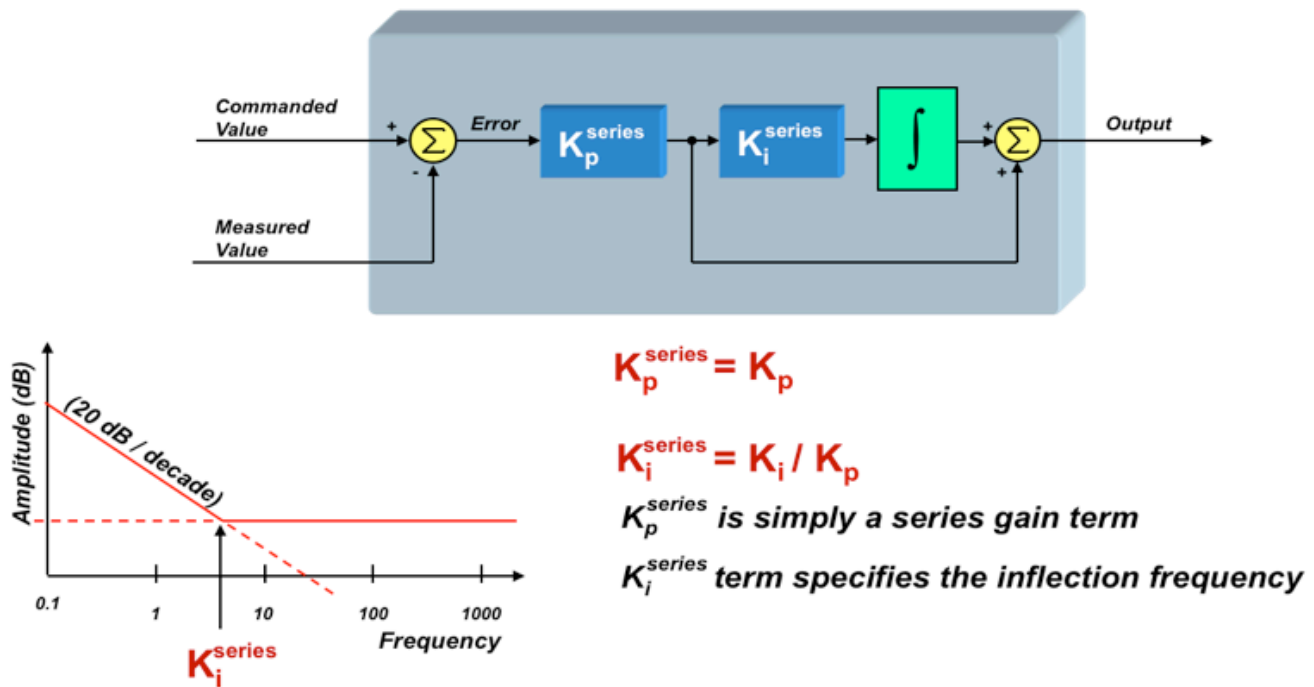 Commanded
Value
+
Σ
-
Error
K_p^series
K_i^series
∫
+
Σ
+
Output
Measured
Value
Amplitude (dB)
(20 dB / decade)
0.1
1
10
100
1000
Frequency
K_i^series
K_p^series = K_p
K_i^series = K_i / K_p
K_p^series is simply a series gain term
K_i^series term specifies the inflection frequency